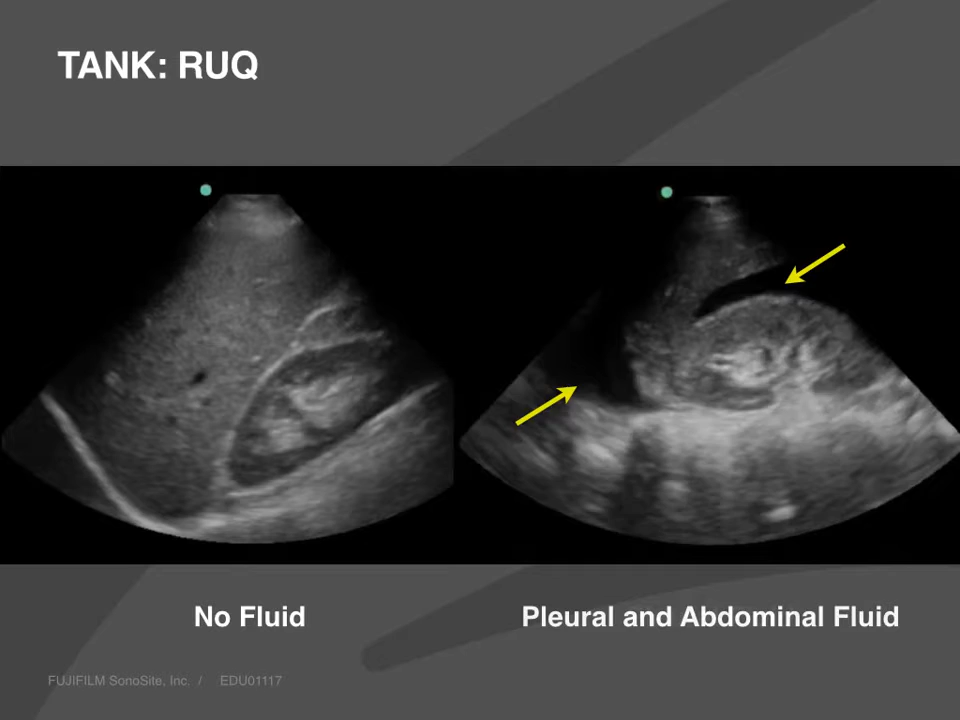 TANK: RUQ
No Fluid
Pleural and Abdominal Fluid
FUJIFILM SonoSite, Inc. / EDU01117